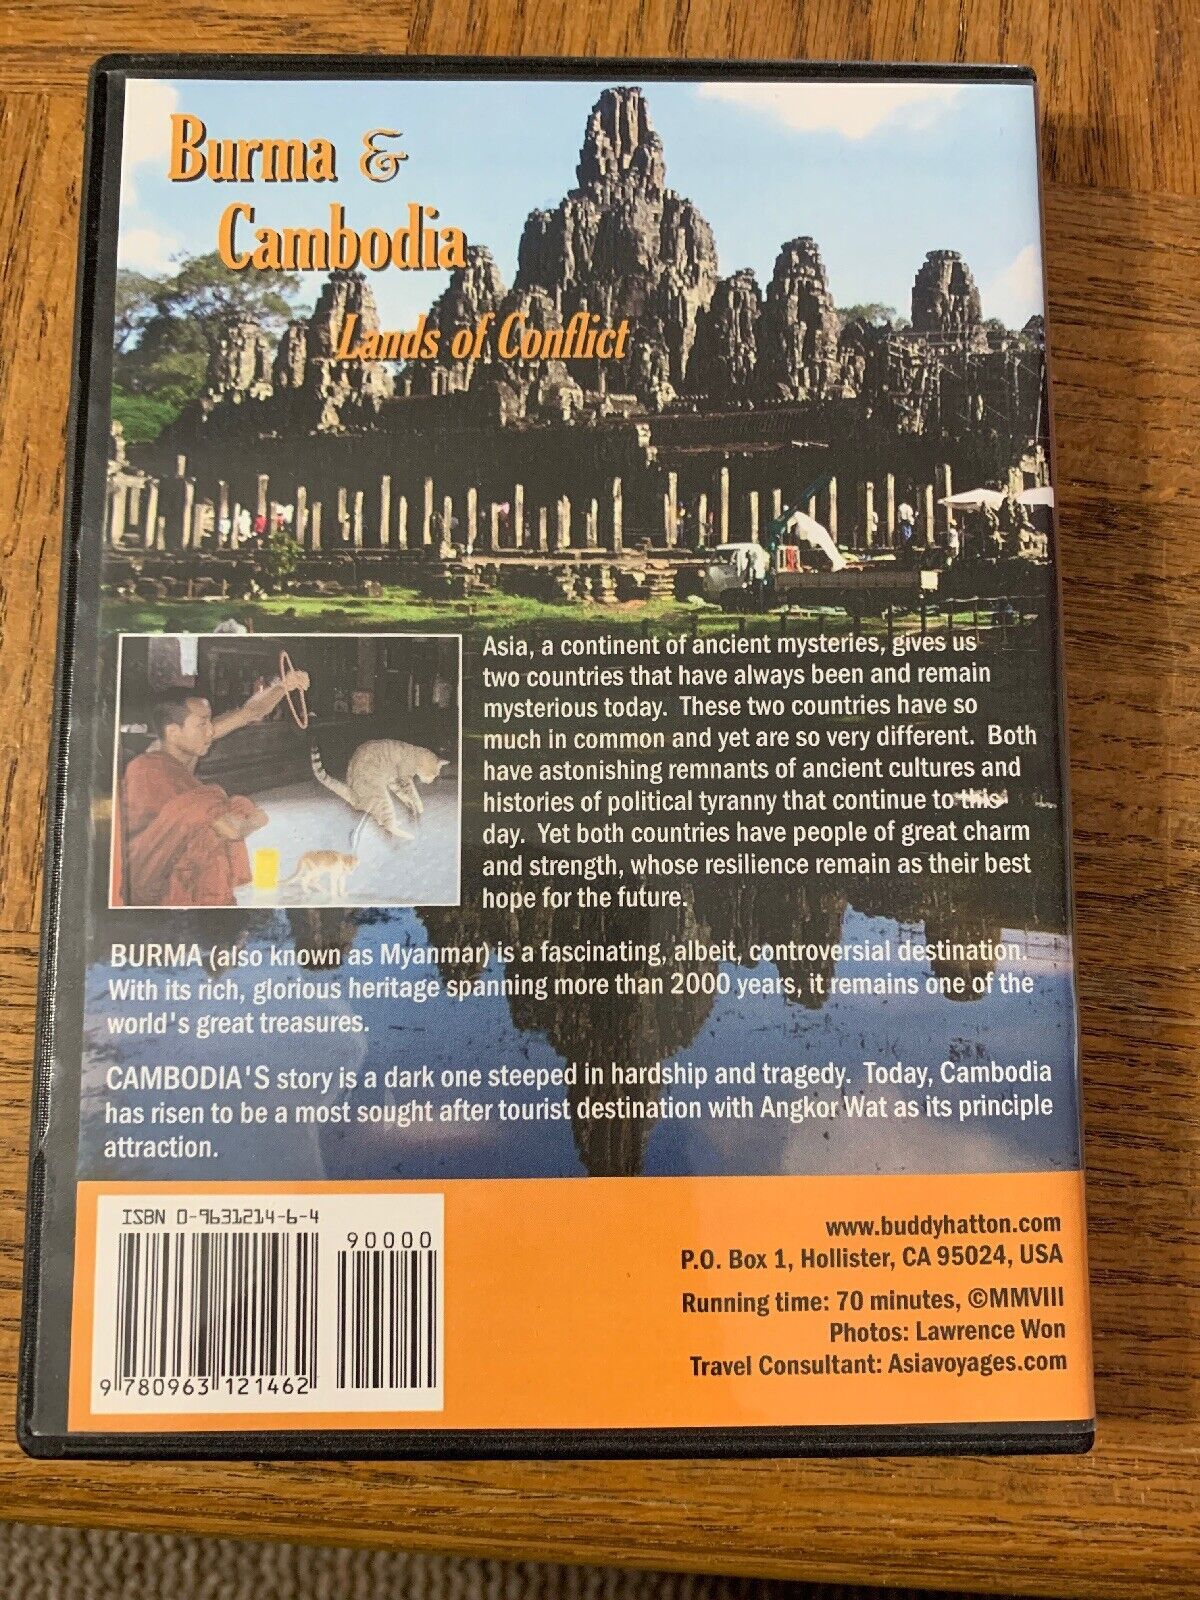 Burma &
Cambodia
Lands of Conflict
Asia, a continent of ancient mysteries, gives us
two countries that have always been and remain
mysterious today. These two countries have so
much in common and yet are so very different. Both
have astonishing remnants of ancient cultures and
histories of political tyranny that continue to this
day. Yet both countries have people of great charm
and strength, whose resilience remain as their best
hope for the future.
BURMA (also known as Myanmar) is a fascinating, albeit, controversial destination.
With its rich, glorious heritage spanning more than 2000 years, it remains one of the
world's great treasures.
CAMBODIA'S story is a dark one steeped in hardship and tragedy. Today, Cambodia
has risen to be a most sought after tourist destination with Angkor Wat as its principle
attraction.
ISBN 0-9631214-6-4
90000
9 780963 121462
www.buddyhatton.com
P.O. Box 1, Hollister, CA 95024, USA
Running time: 70 minutes, ©MMVIII
Photos: Lawrence Won
Travel Consultant: Asiavoyages.com